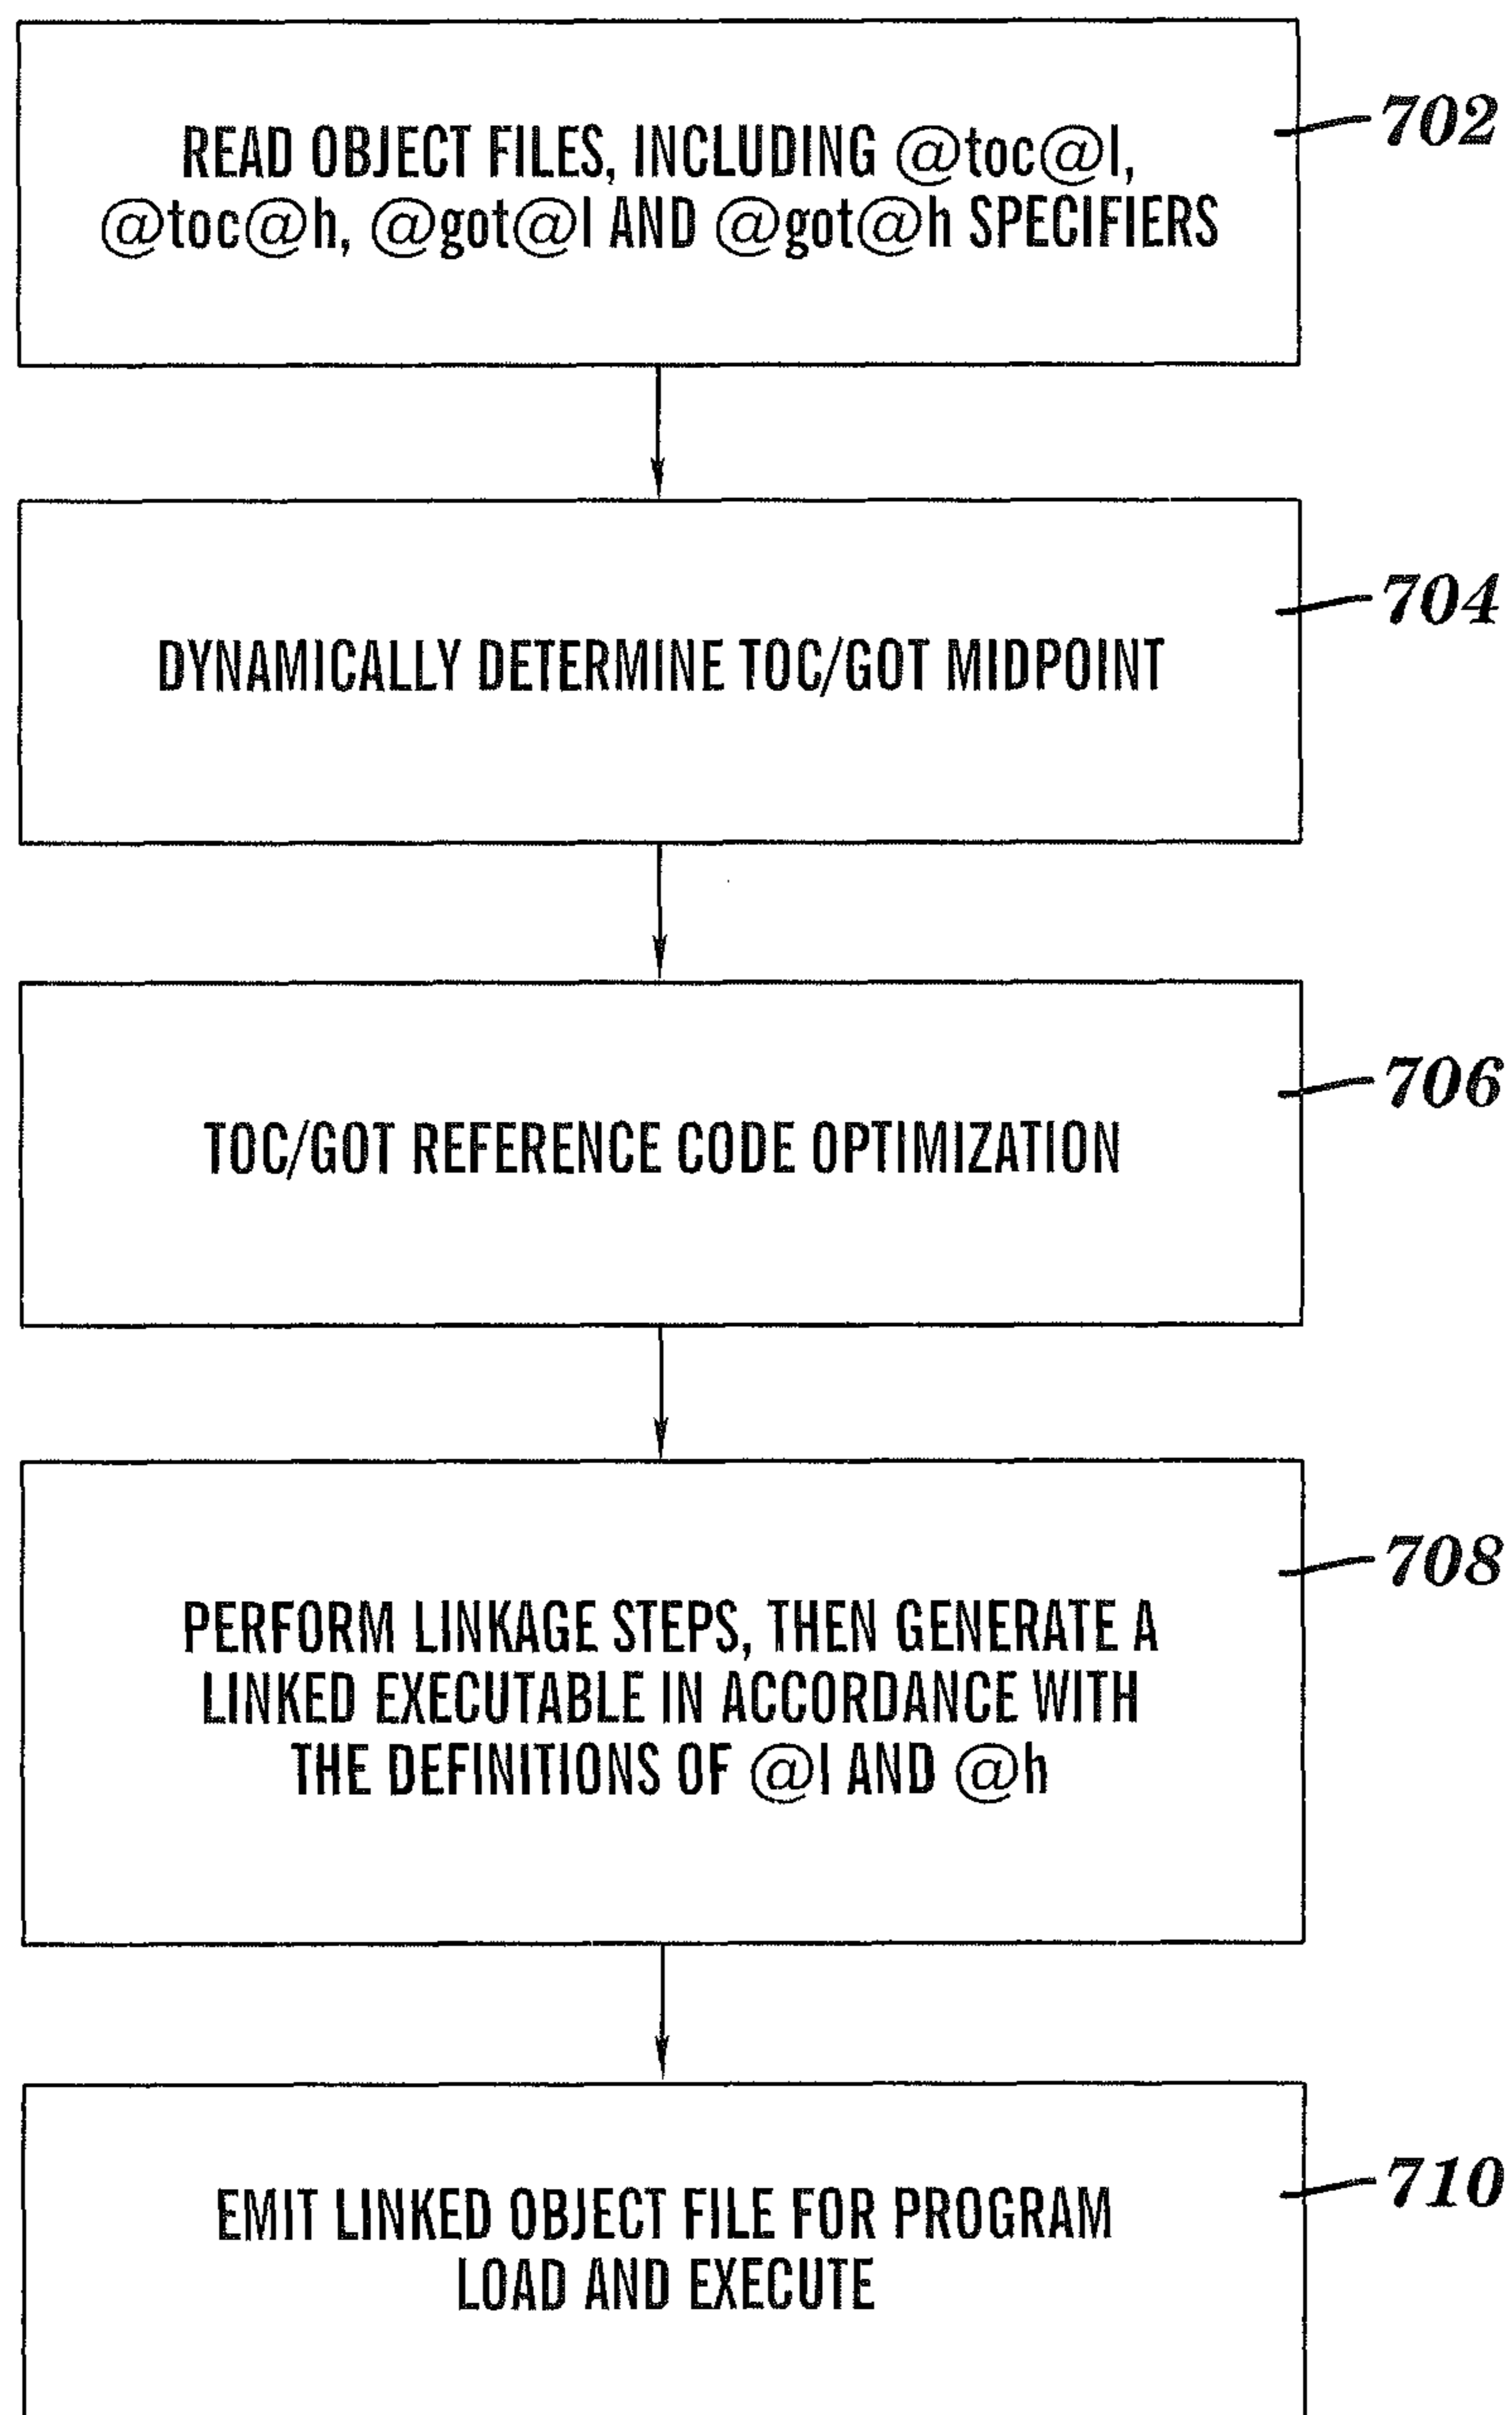 READ OBJECT FILES, INCLUDING @toc@l,
@toc@h, @got@l AND @got@h SPECIFIERS
702
DYNAMICALLY DETERMINE TOC/GOT MIDPOINT
704
TOC/GOT REFERENCE CODE OPTIMIZATION
706
PERFORM LINKAGE STEPS, THEN GENERATE A
LINKED EXECUTABLE IN ACCORDANCE WITH
THE DEFINITIONS OF @l AND @h
708
EMIT LINKED OBJECT FILE FOR PROGRAM
LOAD AND EXECUTE
710